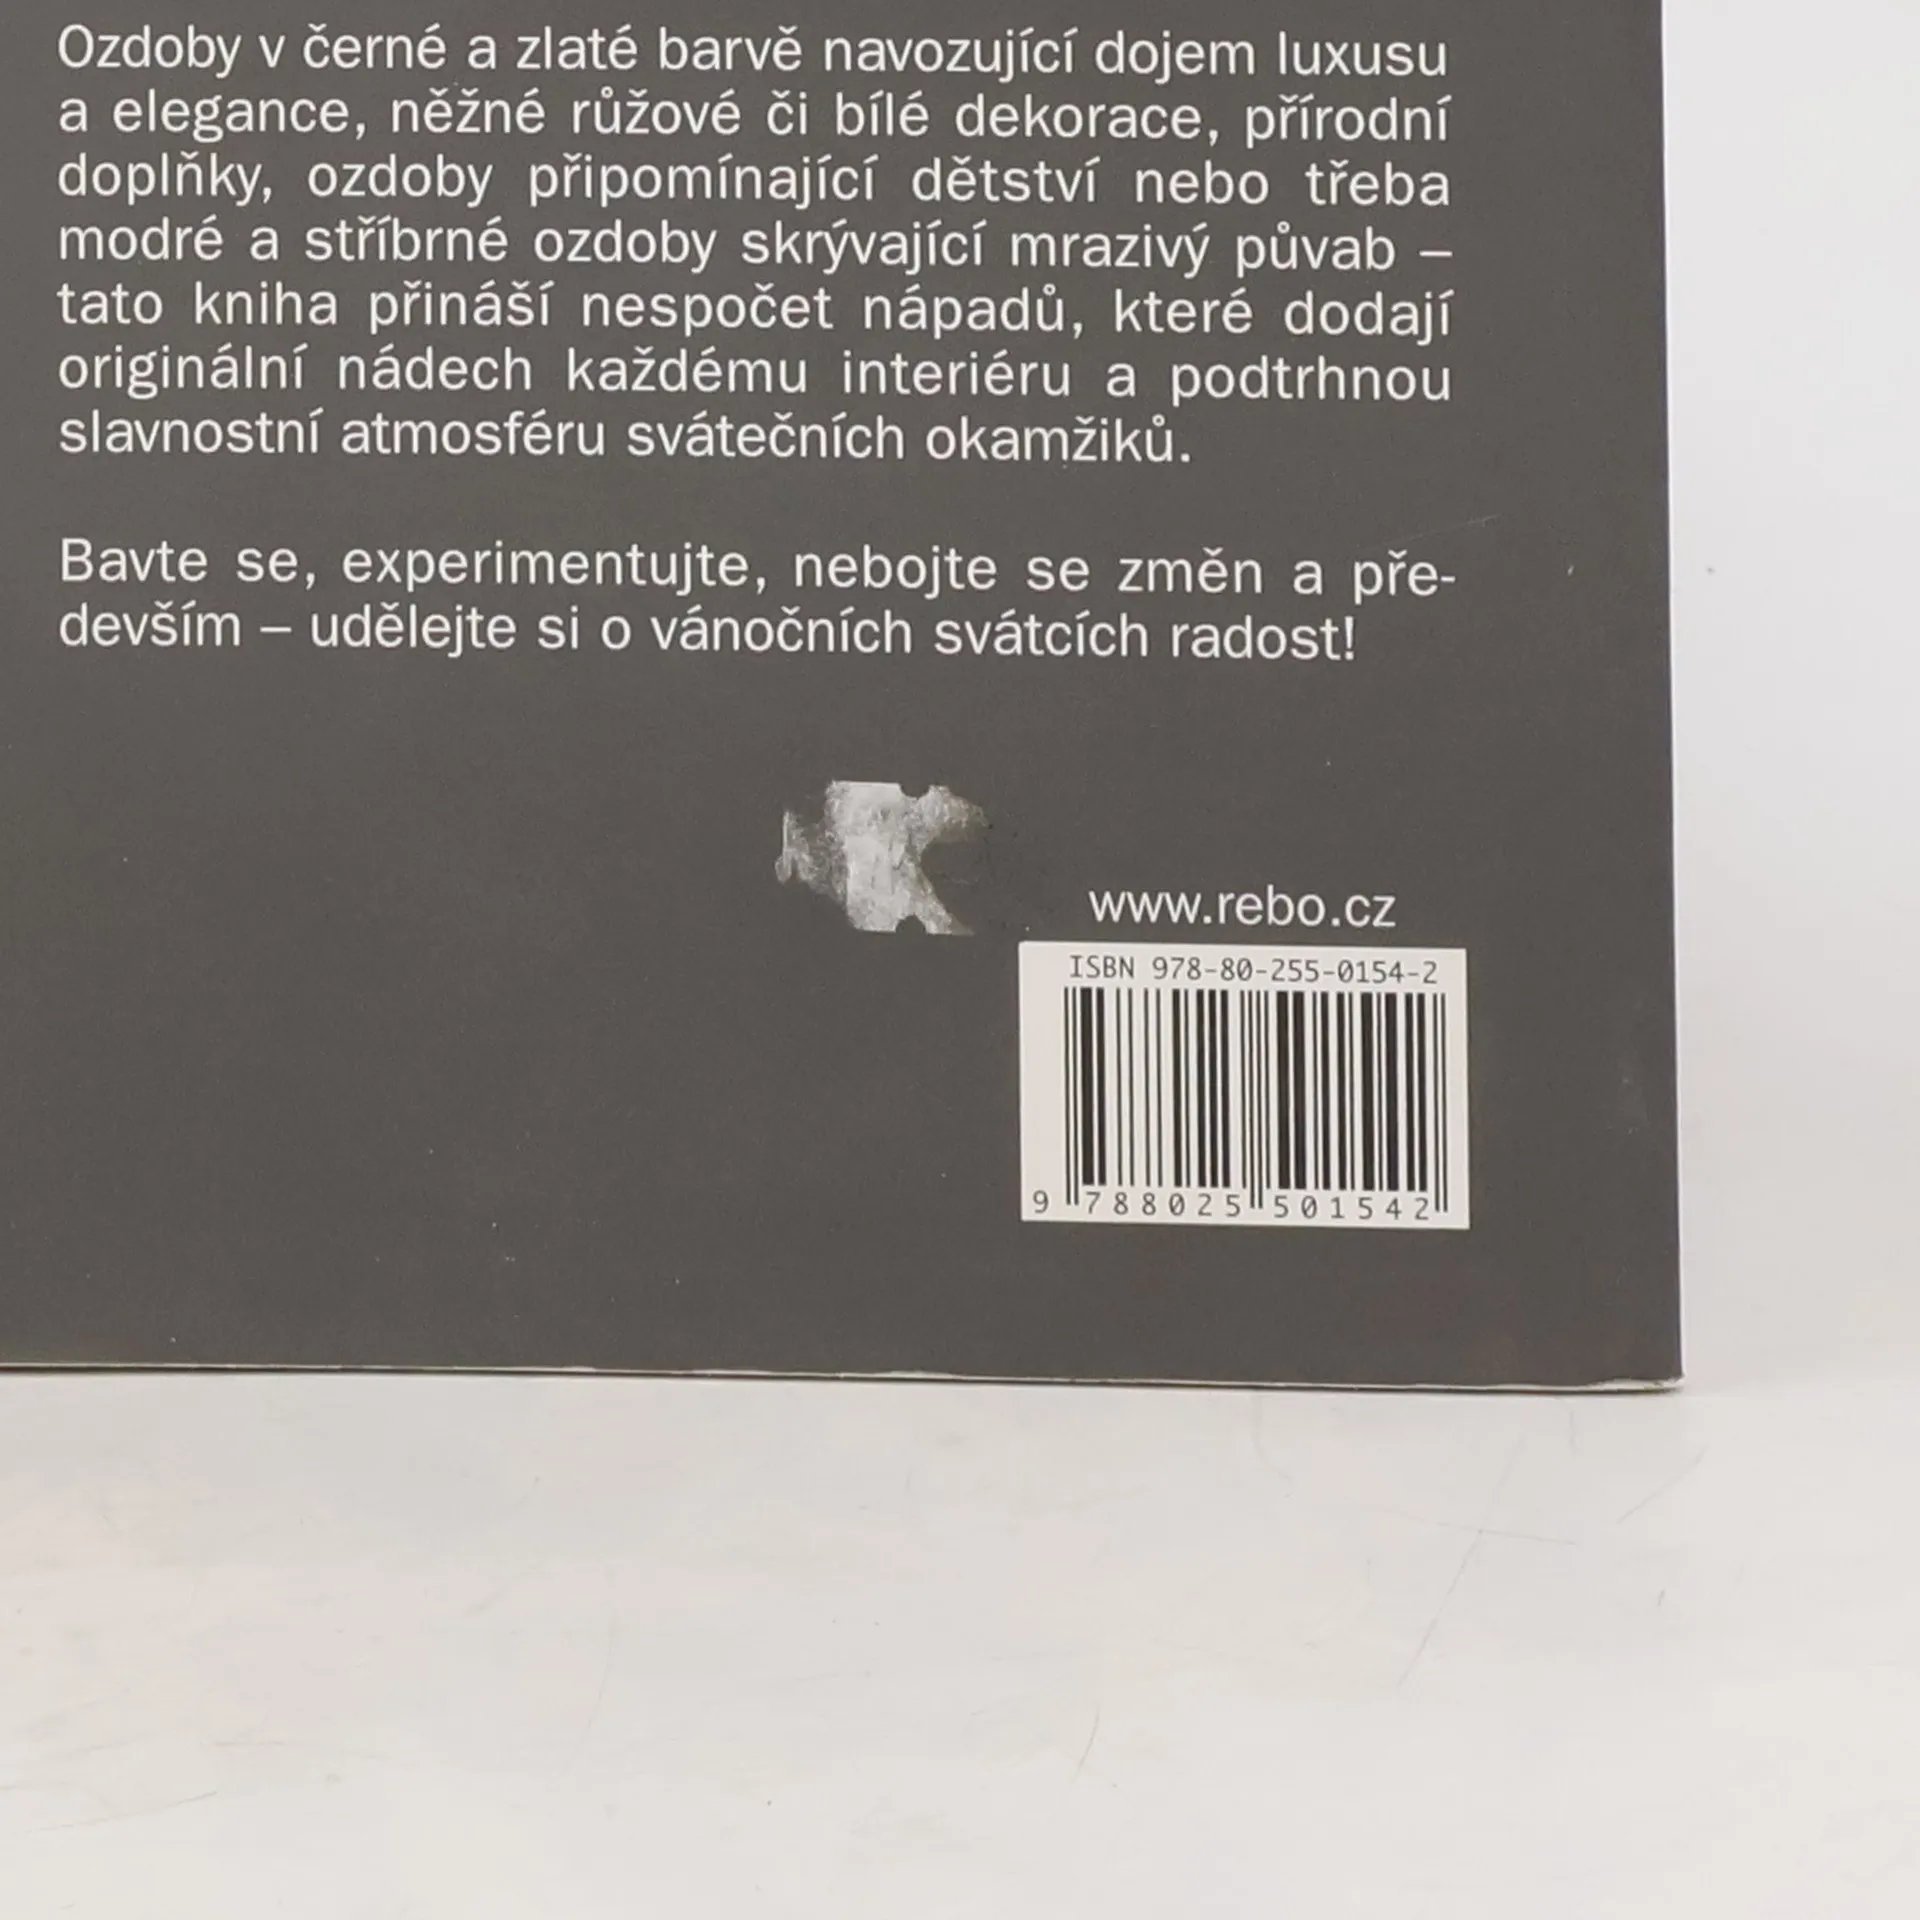 Ozdoby v černé a zlaté barvě navozující dojem luxusu
a elegance, něžné růžové či bílé dekorace, přírodní
doplňky, ozdoby připomínající dětství nebo třeba
modré a stříbrné ozdoby skrývající mrazivý půvab –
tato kniha přináší nespočet nápadů, které dodají
originální nádech každému interiéru a podtrhnou
slavnostní atmosféru svátečních okamžiků.
Bavte se, experimentujte, nebojte se změn a pře-
devším – udělejte si o vánočních svátcích radost!
www.rebo.cz
ISBN 978-80-255-0154-2
9 788025 501542